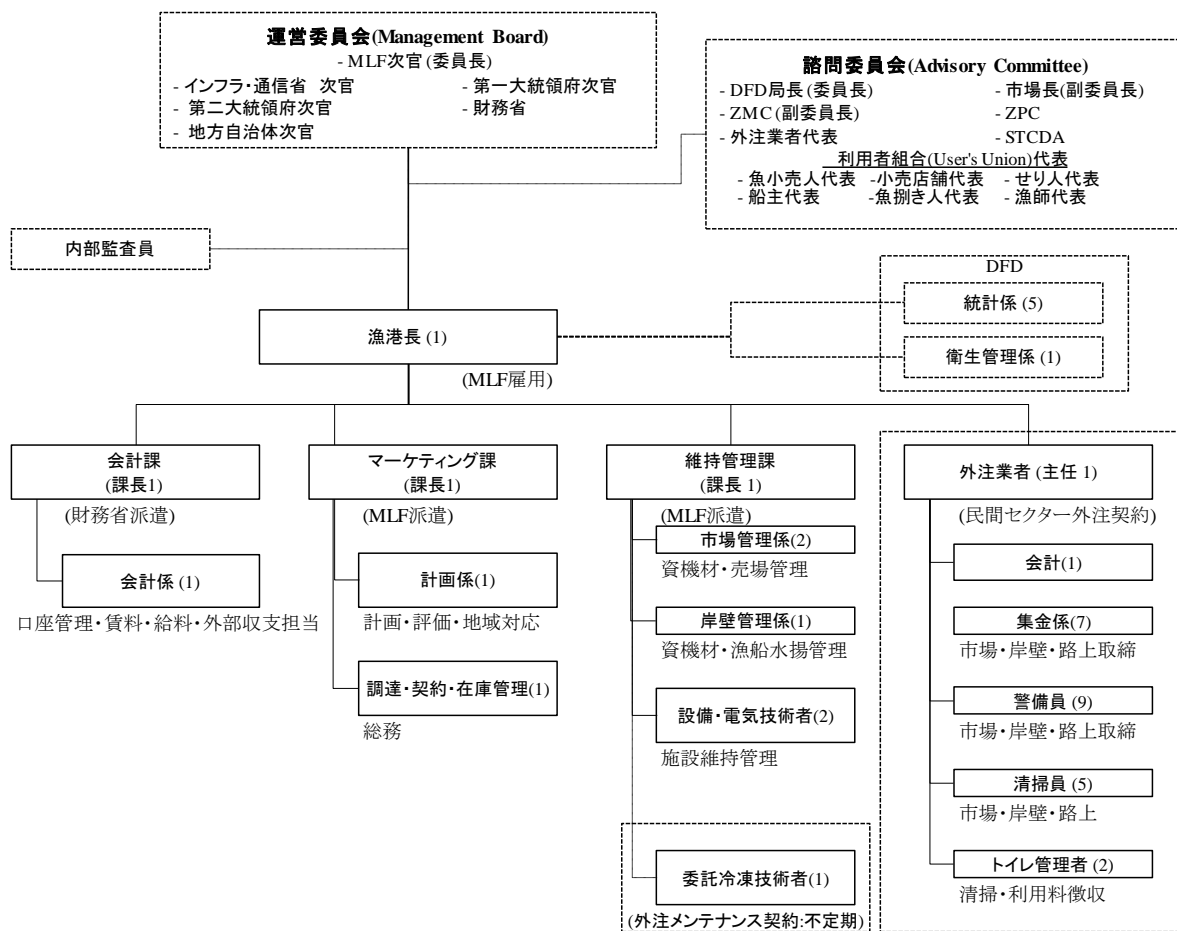 運営委員会(Management Board)
- MLF次官(委員長)
- インフラ・通信省 次官 - 第一大統領府次官
- 第二大統領府次官 - 財務省
- 地方自治体次官
諮問委員会(Advisory Committee)
- DFD局長(委員長) - 市場長(副委員長)
- ZMC(副委員長) - ZPC
- 外注業者代表 - STCDA
利用者組合(User's Union)代表
- 魚小売人代表 -小売店舗代表 - せり人代表
- 船主代表 -魚捌き人代表 - 漁師代表
内部監査員
DFD
統計係 (5)
衛生管理係 (1)
漁港長 (1)
(MLF雇用)
会計課
(課長1)
(財務省派遣)
会計係 (1)
口座管理・賃料・給料・外部収支担当
マーケティング課
(課長1)
(MLF派遣)
計画係(1)
計画・評価・地域対応
調達・契約・在庫管理(1)
総務
維持管理課
(課長 1)
(MLF派遣)
市場管理係(2)
資機材・売場管理
岸壁管理係(1)
資機材・漁船水揚管理
設備・電気技術者(2)
施設維持管理
委託冷凍技術者(1)
(外注メンテナンス契約:不定期)
外注業者 (主任 1)
(民間セクター外注契約)
会計(1)
集金係(7)
市場・岸壁・路上取締
警備員 (9)
市場・岸壁・路上取締
清掃員 (5)
市場・岸壁・路上
トイレ管理者 (2)
清掃・利用料徴収